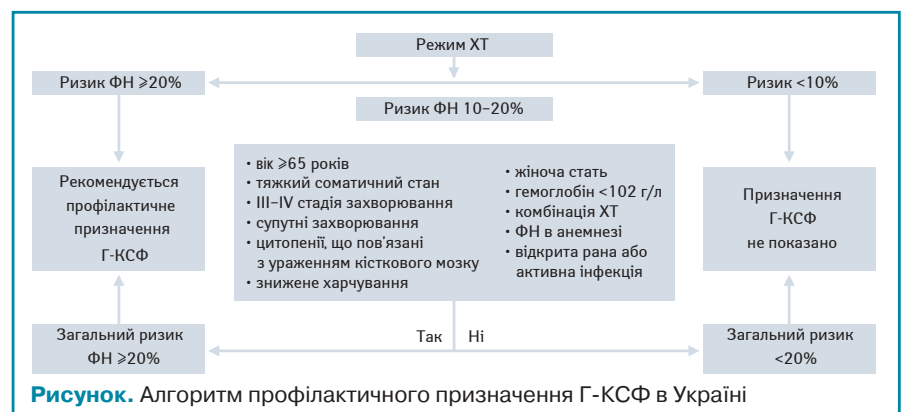 Режим ХТ
Ризик ФН ≥20%
Ризик <10%
Ризик ФН 10–20%
Рекомендується
профілактичне
призначення
Г-КСФ
• вік ≥65 років
• тяжкий соматичний стан
• III–IV стадія захворювання
• супутні захворювання
• цитопенії, що пов'язані
з ураженням кісткового мозку
• знижене харчування
• жіноча стать
• гемоглобін <102 г/л
• комбінація ХТ
• ФН в анемезі
• відкрита рана або
активна інфекція
Призначення
Г-КСФ
не показано
Загальний ризик
ФН ≥20%
Так
Ні
Загальний ризик
<20%
Рисунок. Алгоритм профілактичного призначення Г-КСФ в Україні